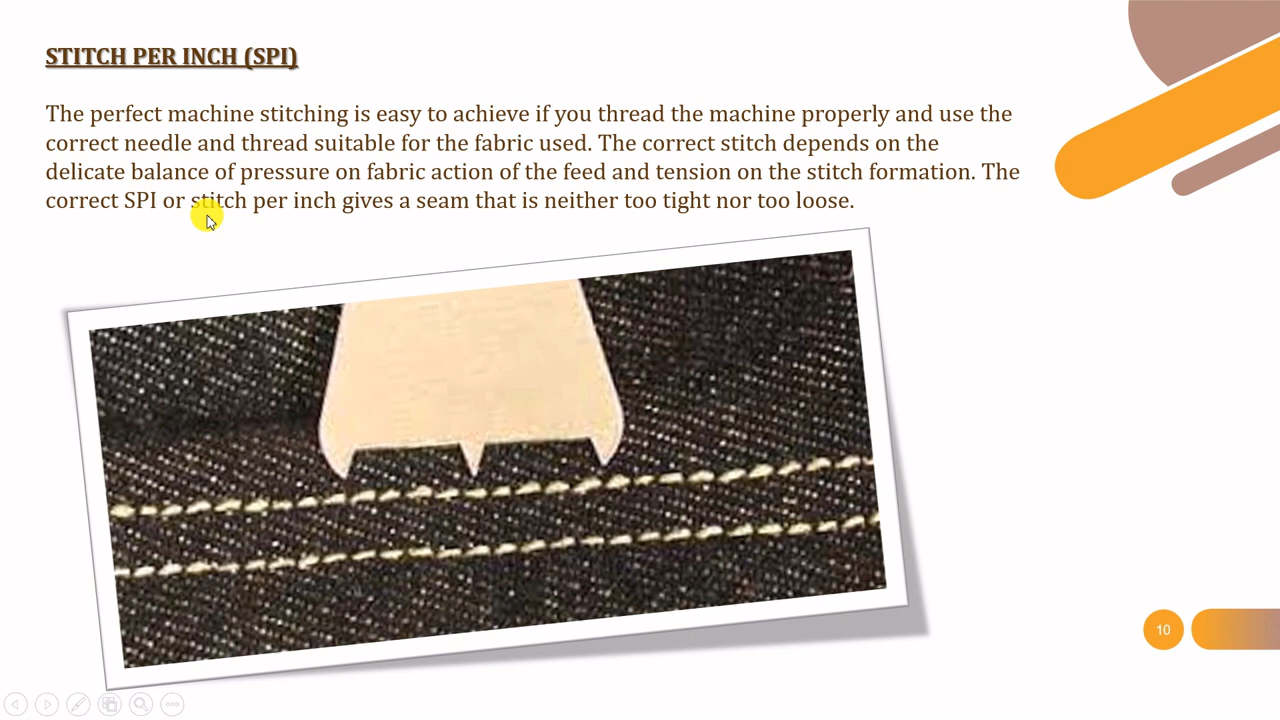 STITCH PER INCH (SPI)
The perfect machine stitching is easy to achieve if you thread the machine properly and use the
correct needle and thread suitable for the fabric used. The correct stitch depends on the
delicate balance of pressure on fabric action of the feed and tension on the stitch formation. The
correct SPI or stitch per inch gives a seam that is neither too tight nor too loose.
10